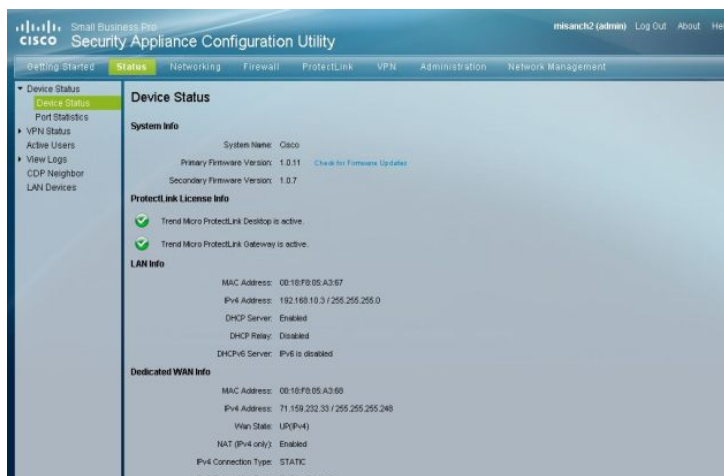 Small Business Pro
CISCO Security Appliance Configuration Utility
misanch2 (admin) Log Out About
Getting Started Status Networking Firewall ProtectLink VPN Administration Network Management
Device Status
Device Status
Port Statistics
VPN Status
Active Users
View Logs
CDP Neighbor
LAN Devices
Device Status
System Info
System Name: Cisco
Primary Firmware Version: 1.0.11 Check for Firmware Updates
Secondary Firmware Version: 1.0.7
ProtectLink License Info
Trend Micro ProtectLink Desktop is active.
Trend Micro ProtectLink Gateway is active.
LAN Info
MAC Address: 00:18:F8:05:A3:67
IPv4 Address: 192.168.10.3 / 255.255.255.0
DHCP Server: Enabled
DHCP Relay: Disabled
DHCPv6 Server: IPv6 is disabled
Dedicated WAN Info
MAC Address: 00:18:F8:05:A3:68
IPv4 Address: 71.159.232.33 / 255.255.255.248
Wan State: UP(IPv4)
NAT (IPv4 only): Enabled
IPv4 Connection Type: STATIC